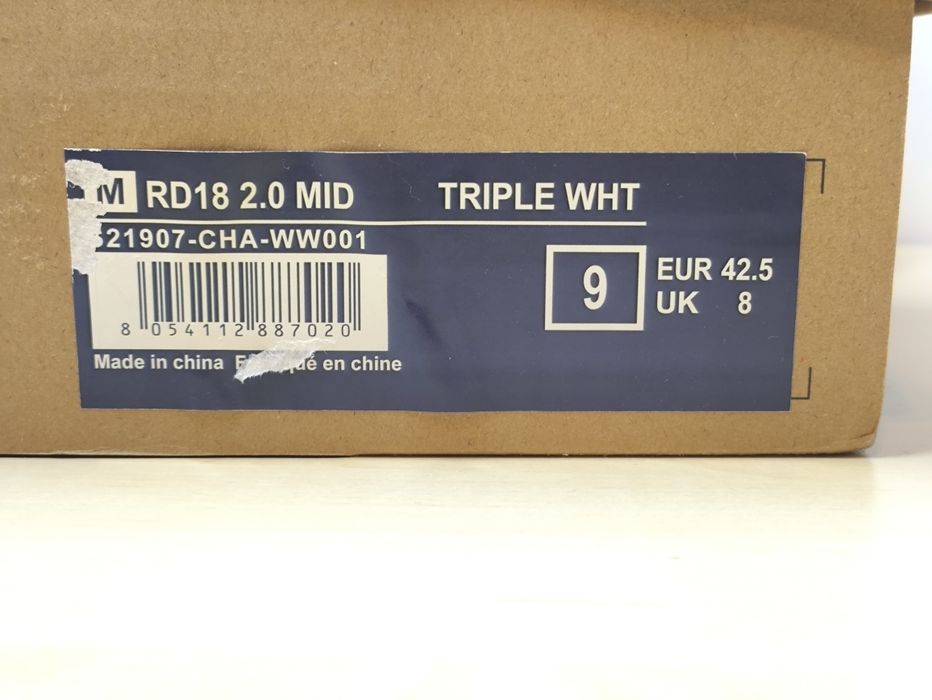 M RD18 2.0 MID TRIPLE WHT
21907-CHA-WW001
9 EUR 42.5
UK 8
8 054112 887020
Made in china en chine